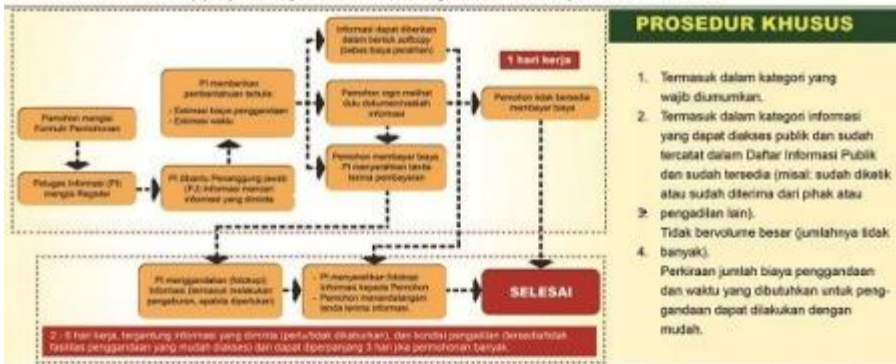 Pemohon mengisi
Formulir Permohonan
Petugas Informasi (PI)
mengisi Register
PI memberikan
pemberitahuan tertulis:
- Estimasi biaya penggandaan
- Estimasi waktu
PI dibantu Penanggung jawab
(PJ) Informasi mencari
informasi yang diminta
Informasi dapat diberikan
dalam bentuk softcopy
(bebas biaya
Pemohon ingin melihat
dulu dokumen/naskah
informasi
Pemohon membayar biaya
PI menyerahkan tanda
terima pembayaran
1 hari kerja
Pemohon tidak bersedia
membayar biaya
PI menggandakan (fotokopi)
informasi (termasuk melakukan
pengaburan, apabila diperlukan)
- PI menyerahkan (fotokopi)
informasi kepada Pemohon
- Pemohon menandatangani
tanda terima informasi
SELESAI
2 - 6 hari kerja, tergantung informasi yang diminta (perlu/tidak dikaburkan), dan kondisi pengadilan (tersedia/tidak
fasilitas penggandaan yang mudah diakses) dan dapat diperpanjang 3 hari jika permohonan banyak.
PROSEDUR KHUSUS
1. Termasuk dalam kategori yang
wajib diumumkan.
2. Termasuk dalam kategori informasi
yang dapat diakses publik dan sudah
tercatat dalam Daftar Informasi Publik
dan sudah tersedia (misal: sudah diketik
atau sudah diterima dari pihak atau
3. pengadilan lain).
Tidak bervolume besar (jumlahnya tidak
4. banyak).
Perkiraan jumlah biaya penggandaan
dan waktu yang dibutuhkan untuk peng-
gandaan dapat dilakukan dengan
mudah.